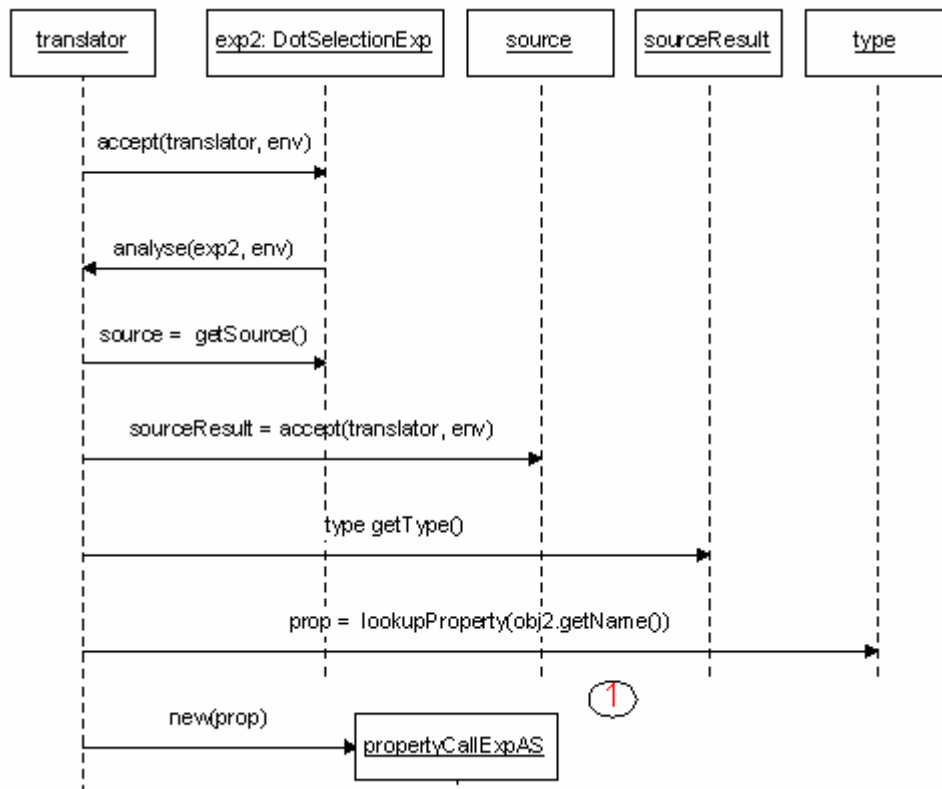 translator
exp2: DotSelectionExp
source
sourceResult
type
accept(translator, env)
analyse(exp2, env)
source = getSource()
sourceResult = accept(translator, env)
type getType()
prop = lookupProperty(obj2.getName())
1
new(prop)
propertyCallExpAS